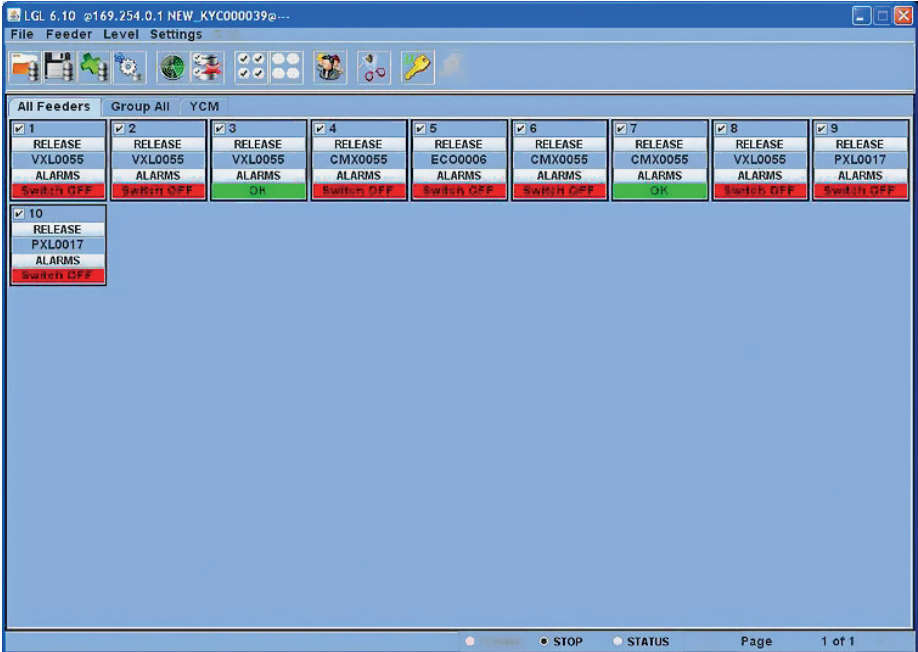 LGL 6.10 @169.254.0.1 NEW_KYC000039@---
File Feeder Level Settings
All Feeders Group All YCM
1 2 3 4 5 6 7 8 9
RELEASE RELEASE RELEASE RELEASE RELEASE RELEASE RELEASE RELEASE RELEASE
VXL0055 VXL0055 VXL0055 CMX0055 ECO0006 CMX0055 CMX0055 VXL0055 PXL0017
ALARMS ALARMS ALARMS ALARMS ALARMS ALARMS ALARMS ALARMS ALARMS
Switch OFF Switch OFF OK Switch OFF Switch OFF Switch OFF OK Switch OFF Switch OFF
10
RELEASE
PXL0017
ALARMS
Switch OFF
STOP STATUS Page 1 of 1